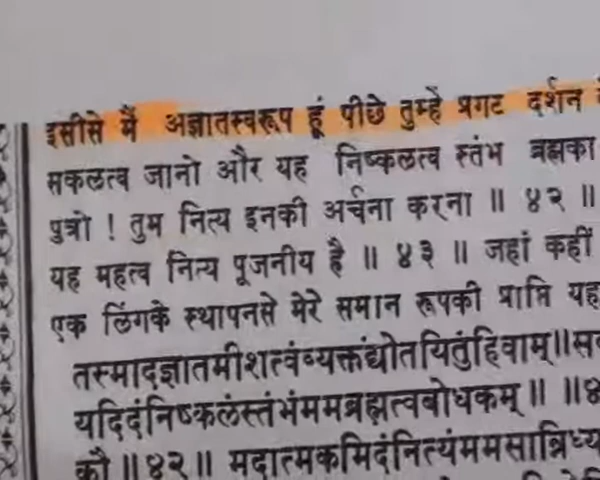 इसीसे मैं अज्ञातस्वरूप हूं पीछे तुम्हें प्रगट दर्शन
सकलत्व जानो और यह निष्कलत्व स्तंभ ब्रह्मका
पुत्रो ! तुम नित्य इनकी अर्चना करना ॥ ४२ ॥
यह महत्व नित्य पूजनीय है ॥ ४३ ॥ जहां कहीं
एक लिंगके स्थापनसे मेरे समान रूपकी प्राप्ति यह
तस्मादज्ञातमीशत्वंव्यक्तंद्योतयितुंहिवाम्॥
यदिदंनिष्कलंस्तंभंममब्रह्मत्वबोधकम् ॥ ॥४
कौ ॥४२॥ मदात्मकमिदंनित्यंममसान्निध्य